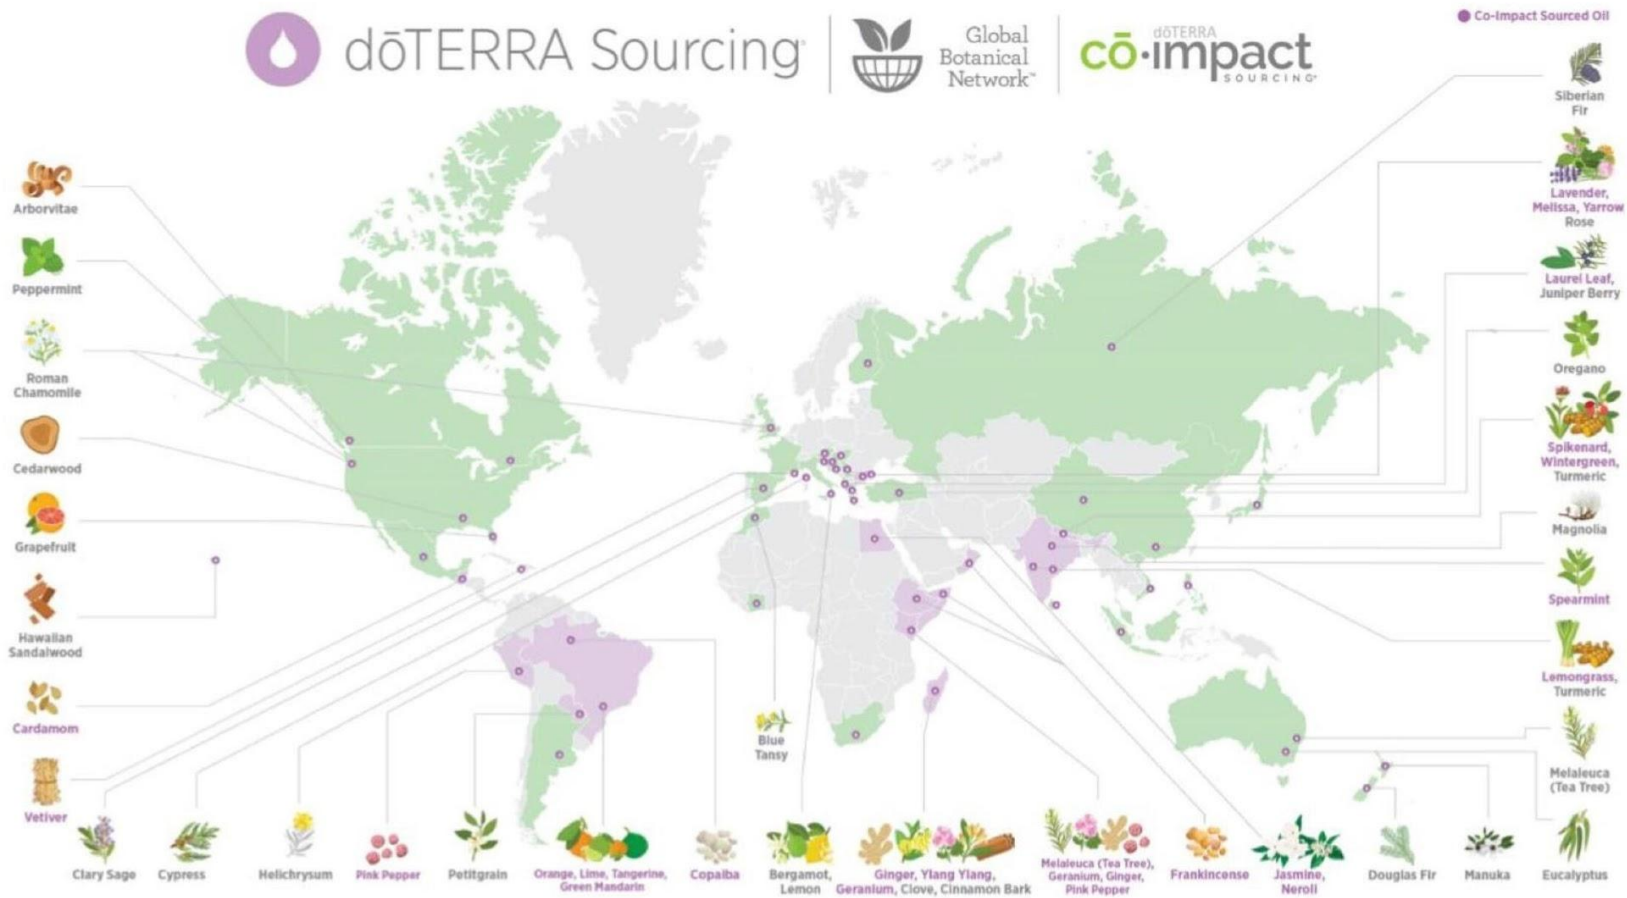 dōTERRA Sourcing
Global
Botanical
Network™
dōTERRA
cō•impact
SOURCING
Co-Impact Sourced Oil
Arborvitae
Peppermint
Roman
Chamomile
Cedarwood
Grapefruit
Hawaiian
Sandalwood
Cardamom
Vetiver
Siberian
Fir
Lavender,
Melissa, Yarrow
Rose
Laurel Leaf,
Juniper Berry
Oregano
Spikenard,
Wintergreen,
Turmeric
Magnolia
Spearmint
Lemongrass,
Turmeric
Melaleuca
(Tea Tree)
Blue
Tansy
Clary Sage
Cypress
Helichrysum
Pink Pepper
Petitgrain
Orange, Lime, Tangerine,
Green Mandarin
Copaiba
Bergamot,
Lemon
Ginger, Ylang Ylang,
Geranium, Clove, Cinnamon Bark
Melaleuca (Tea Tree),
Geranium, Ginger,
Pink Pepper
Frankincense
Jasmine,
Neroli
Douglas Fir
Manuka
Eucalyptus